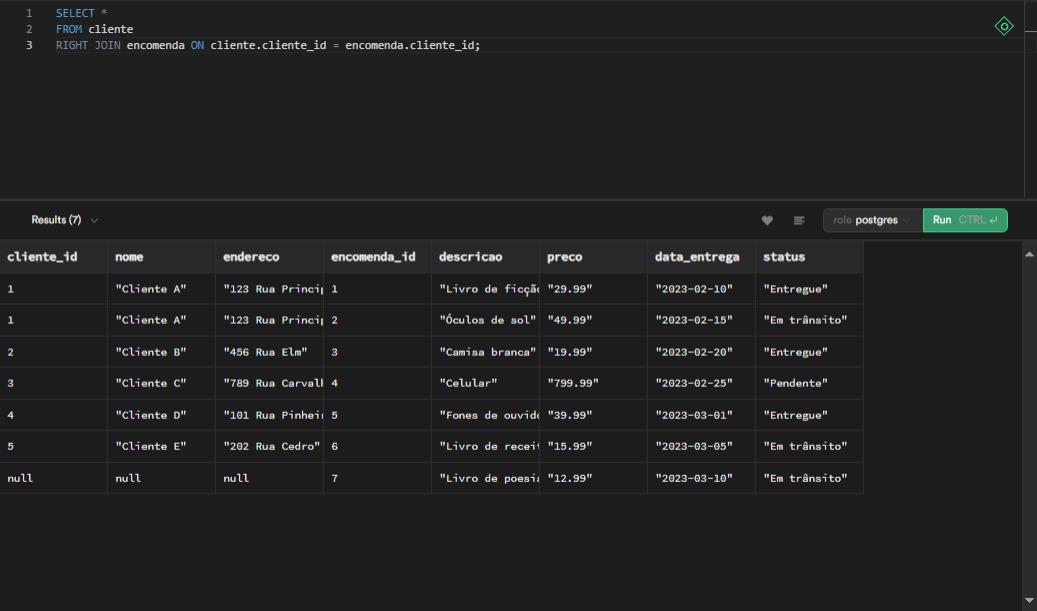 1 SELECT *
2 FROM cliente
3 RIGHT JOIN encomenda ON cliente.cliente_id = encomenda.cliente_id;
Results (7) role postgres Run CTRL ↵
cliente_id nome endereco encomenda_id descricao preco data_entrega status
1 "Cliente A" "123 Rua Princip 1 "Livro de ficção "29.99" "2023-02-10" "Entregue"
1 "Cliente A" "123 Rua Princip 2 "Óculos de sol" "49.99" "2023-02-15" "Em trânsito"
2 "Cliente B" "456 Rua Elm" 3 "Camisa branca" "19.99" "2023-02-20" "Entregue"
3 "Cliente C" "789 Rua Carvalh 4 "Celular" "799.99" "2023-02-25" "Pendente"
4 "Cliente D" "101 Rua Pinhei 5 "Fones de ouvido "39.99" "2023-03-01" "Entregue"
5 "Cliente E" "202 Rua Cedro" 6 "Livro de receit "15.99" "2023-03-05" "Em trânsito"
null null null 7 "Livro de poesia "12.99" "2023-03-10" "Em trânsito"